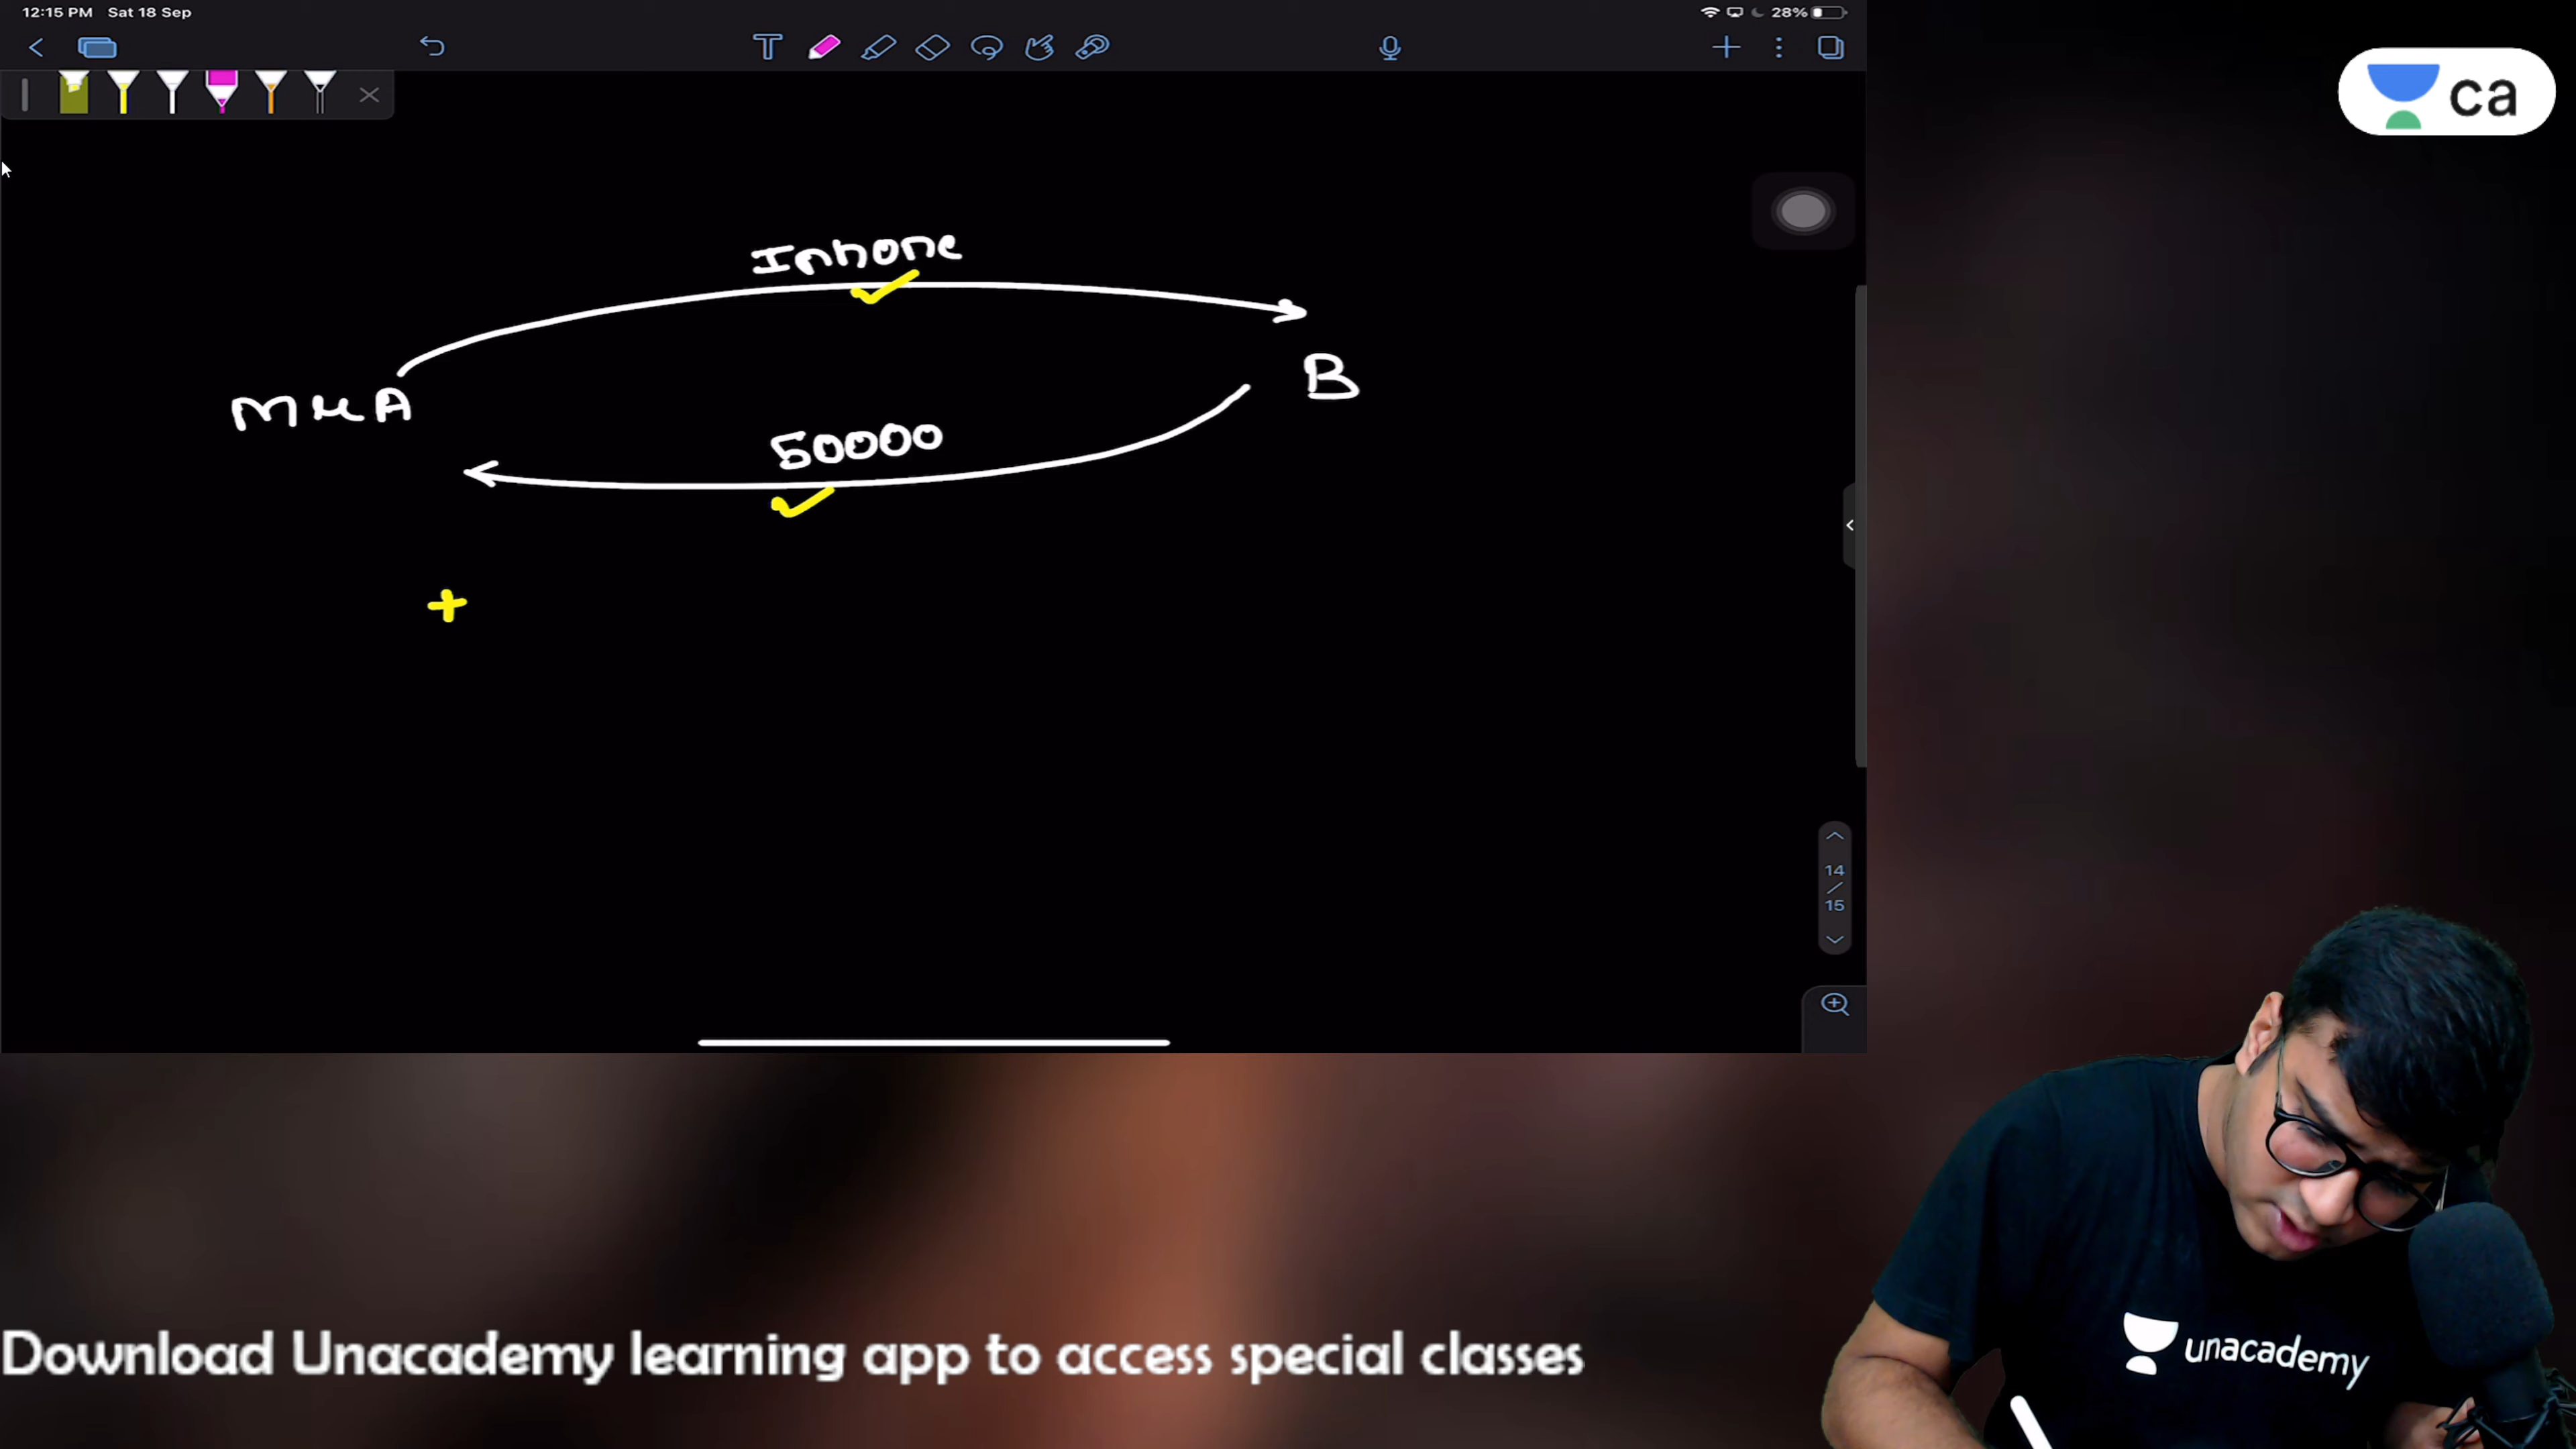 12:15 PM Sat 18 Sep
28%
ca
Iphone
B
50000
14
/
15
+
Download Unacademy learning app to access special classes
unacademy